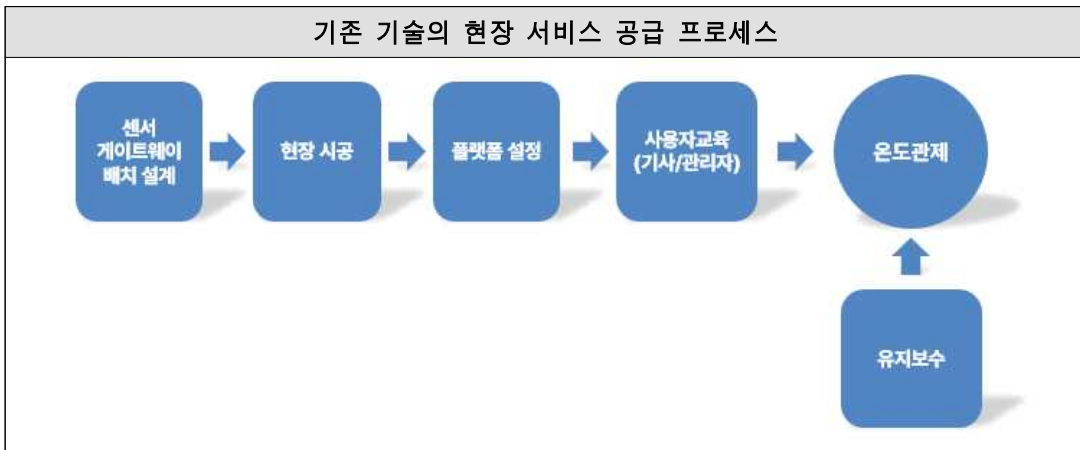 기존 기술의 현장 서비스 공급 프로세스
센서
게이트웨이
배치 설계
현장 시공
플랫폼 설정
사용자교육
(기사/관리자)
온도관제
유지보수